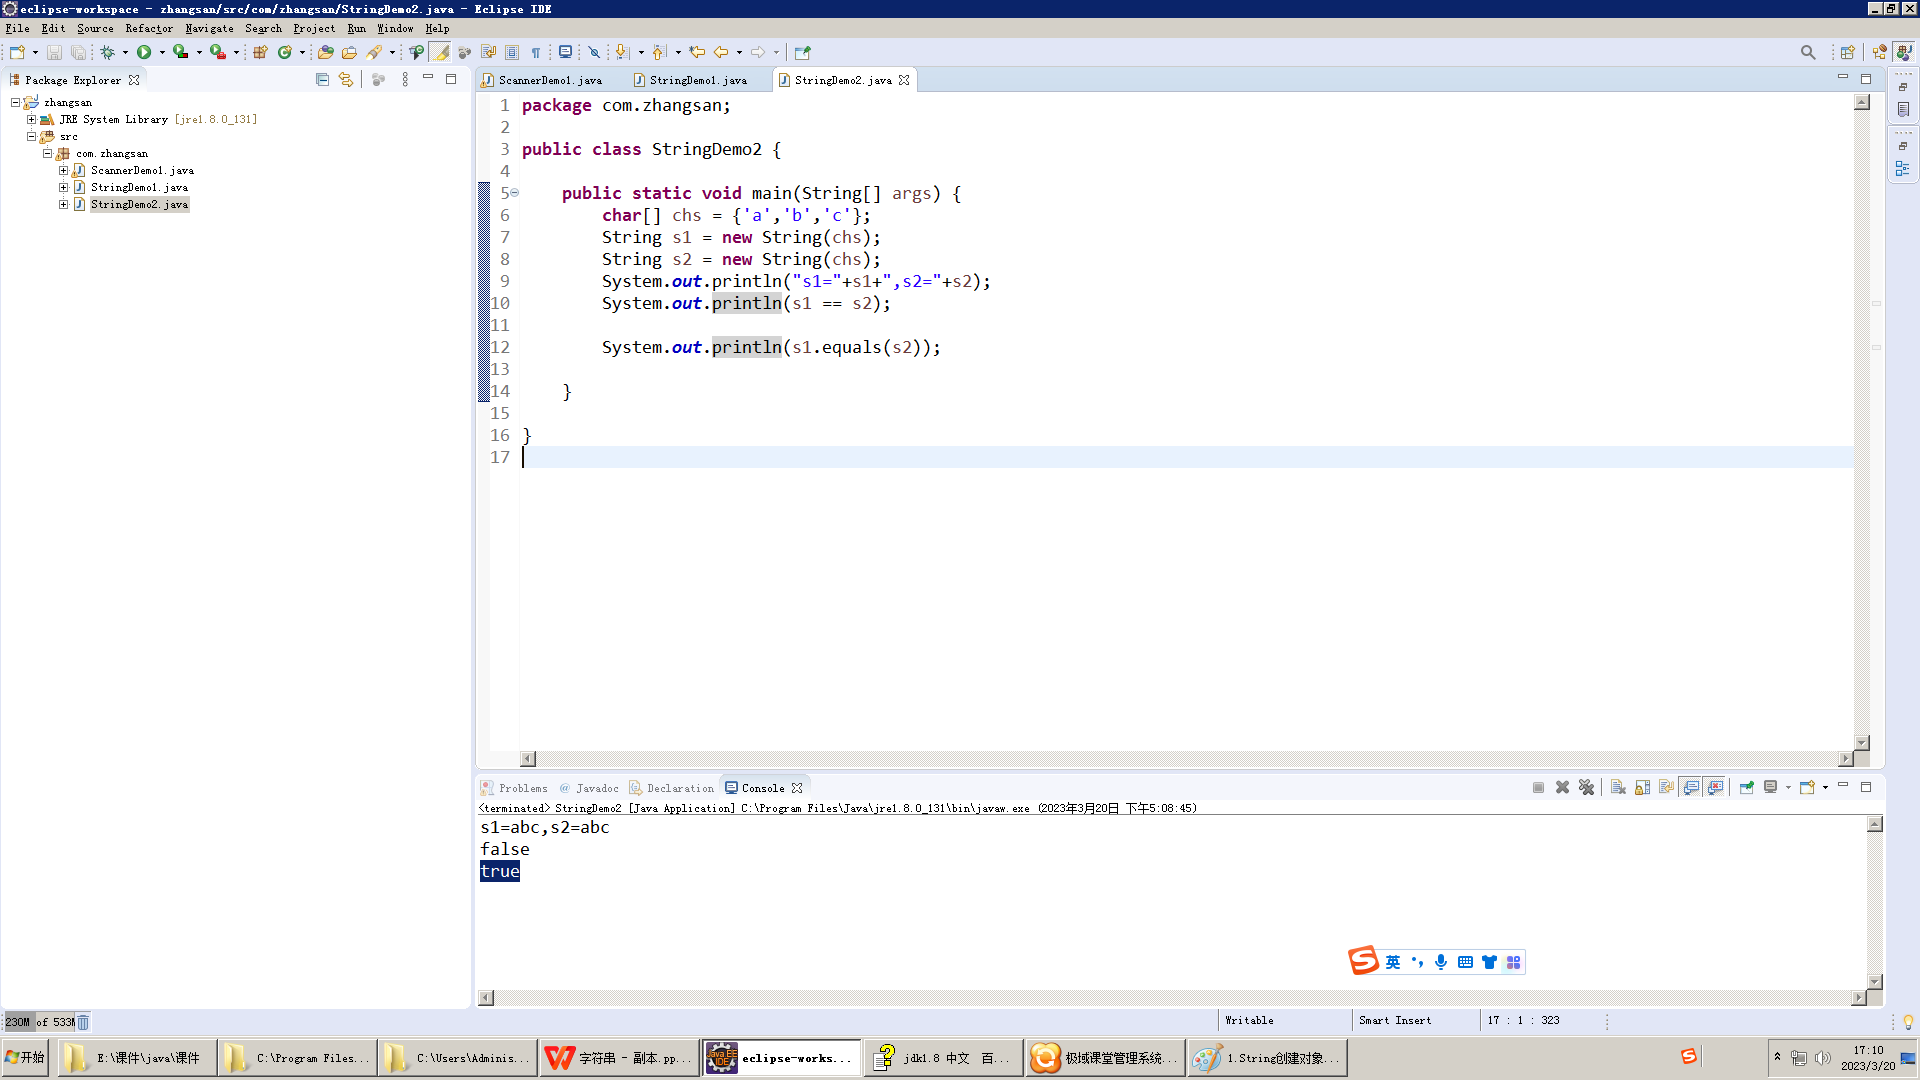 eclipse-workspace - zhangsan/src/com/zhangsan/StringDemo2.java - Eclipse IDE
File Edit Source Refactor Navigate Search Project Run Window Help
Package Explorer
zhangsan
JRE System Library [jre1.8.0_131]
src
com.zhangsan
ScannerDemo1.java
StringDemo1.java
StringDemo2.java
ScannerDemo1.java StringDemo1.java StringDemo2.java
1 package com.zhangsan;
2
3 public class StringDemo2 {
4
5 public static void main(String[] args) {
6 char[] chs = {'a','b','c'};
7 String s1 = new String(chs);
8 String s2 = new String(chs);
9 System.out.println("s1="+s1+",s2="+s2);
10 System.out.println(s1 == s2);
11
12 System.out.println(s1.equals(s2));
13
14 }
15
16 }
17
Problems @ Javadoc Declaration Console
<terminated> StringDemo2 [Java Application] C:\Program Files\Java\jre1.8.0_131\bin\javaw.exe (2023年3月20日 下午5:08:45)
s1=abc,s2=abc
false
true
英
230M of 533M
Writable Smart Insert 17 : 1 : 323
开始 E:\课件\java\课件 C:\Program Files... C:\Users\Adminis... 字符串 - 副本.pp... eclipse-works... jdk1.8 中文 百... 极域课堂管理系统... 1.String创建对象...
17:10
2023/3/20